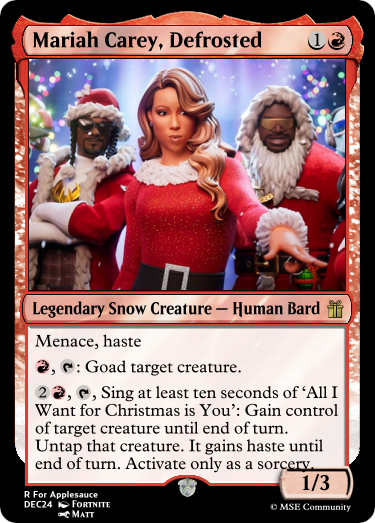 Mariah Carey, Defrosted 1
Legendary Snow Creature — Human Bard
Menace, haste
, : Goad target creature.
2 , , Sing at least ten seconds of ‘All I
Want for Christmas is You’: Gain control
of target creature until end of turn.
Untap that creature. It gains haste until
end of turn. Activate only as a sorcery.
1/3
R For Applesauce
DEC24 Fortnite
Matt
© MSE Community